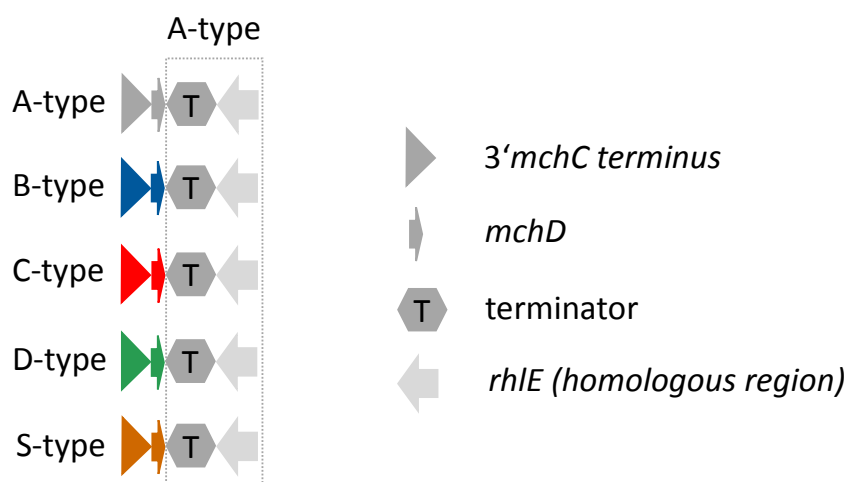 A-type
A-type T
B-type T
C-type T
D-type T
S-type T
3‘mchC terminus
mchD
T terminator
rhlE (homologous region)